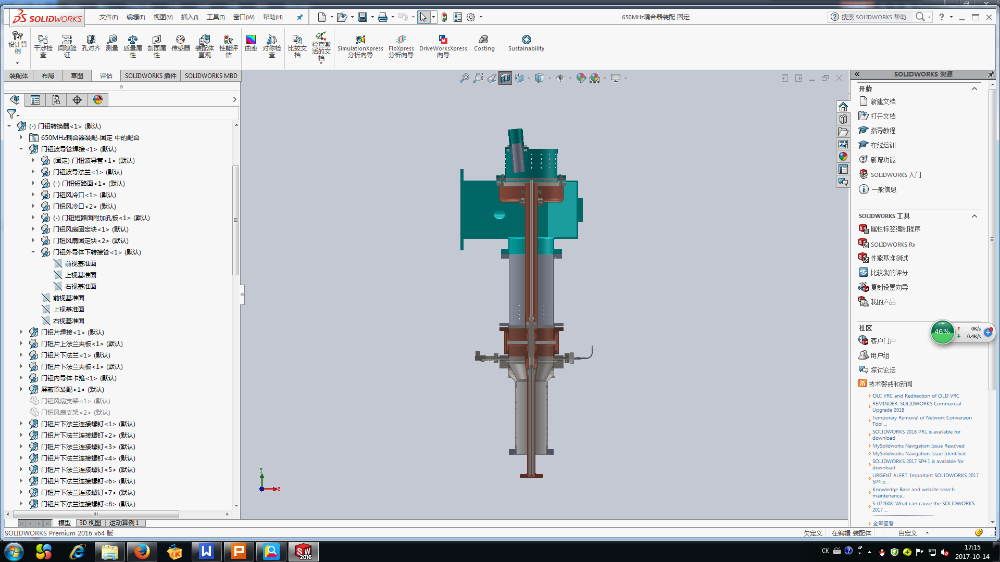 SOLIDWORKS
文件(F) 编辑(E) 视图(V) 插入(I) 工具(T) 窗口(W) 帮助(H)
650MHz耦合器装配-固定
搜索 SOLIDWORKS 帮助
设计算例
干涉检查
间隙验证
孔对齐
测量
质量属性
剖面属性
传感器
装配体直观
性能评估
曲率
对称检查
比较文档
检查激活的文档
SimulationXpress 分析向导
FloXpress 分析向导
DriveWorksXpress 向导
Costing
Sustainability
装配体 布局 草图 评估 SOLIDWORKS 插件 SOLIDWORKS MBD
(-) 门钮转换器<1> (默认)
650MHz耦合器装配-固定 中的配合
门钮波导管焊接<1> (默认)
(固定) 门钮波导管<1> (默认)
门钮波导法兰<1> (默认)
(-) 门钮短路面<1> (默认)
门钮风冷口<1> (默认)
门钮风冷口<2> (默认)
(-) 门钮短路面附加孔板<1> (默认)
门钮风扇固定块<1> (默认)
门钮风扇固定块<2> (默认)
门钮外导体下转接管<1> (默认)
前视基准面
上视基准面
右视基准面
前视基准面
上视基准面
右视基准面
门钮片焊接<1> (默认)
门钮片上法兰夹板<1> (默认)
门钮片下法兰<1> (默认)
门钮片下法兰夹板<1> (默认)
门钮内导体卡箍<1> (默认)
屏蔽罩装配<1> (默认)
门钮风扇支架<1> (默认)
门钮风扇支架<2> (默认)
门钮片下法兰连接螺钉<1> (默认)
门钮片下法兰连接螺钉<2> (默认)
门钮片下法兰连接螺钉<3> (默认)
门钮片下法兰连接螺钉<4> (默认)
门钮片下法兰连接螺钉<5> (默认)
门钮片下法兰连接螺钉<6> (默认)
门钮片下法兰连接螺钉<7> (默认)
门钮片下法兰连接螺钉<8> (默认)
Y
X
模型 3D 视图 运动算例 1
SOLIDWORKS Premium 2016 x64 版
SOLIDWORKS 资源
开始
新建文档
打开文档
指导教程
在线培训
新增功能
SOLIDWORKS 入门
一般信息
SOLIDWORKS 工具
属性标签编制程序
SOLIDWORKS Rx
性能基准测试
比较我的评分
复制设置向导
我的产品
社区
客户门户
用户组
探讨论坛
技术警戒和新闻
OUI VRC and Redirection of OLD VRC
REMINDER: SOLIDWORKS Commercial
Upgrade 2018
Temporary Removal of Network Conversion
Tool ...
SOLIDWORKS 2018 PR1 is available for
download
MySolidworks Navigation Issue Resolved
MySolidworks Navigation Issue Identified
SOLIDWORKS 2017 SP4.1 is available for
download
URGENT ALERT: Important SOLIDWORKS 2017
SP4 p...
Knowledge Base and website search
maintenance...
S-072608: What can cause the SOLIDWORKS
2017 ...
全部查看
46%
0K/s
0.4K/s
欠定义 在编辑 装配体 自定义
SW 2016
CH
17:15
2017-10-14